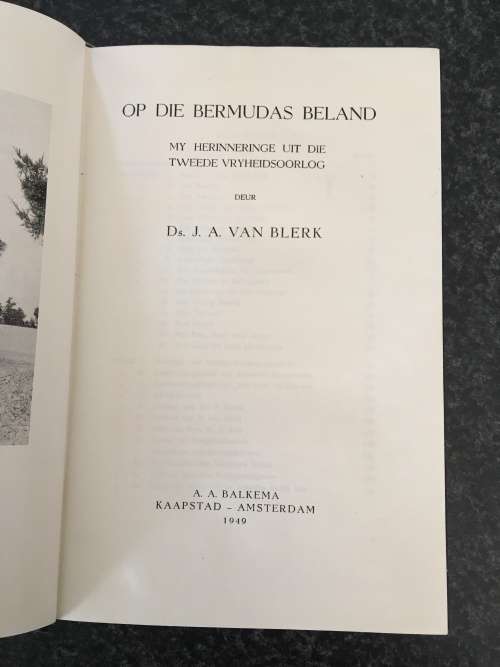 OP DIE BERMUDAS BELAND
MY HERINNERINGE UIT DIE
TWEEDE VRYHEIDSOORLOG
DEUR
Ds. J. A. VAN BLERK
A. A. BALKEMA
KAAPSTAD – AMSTERDAM
1949